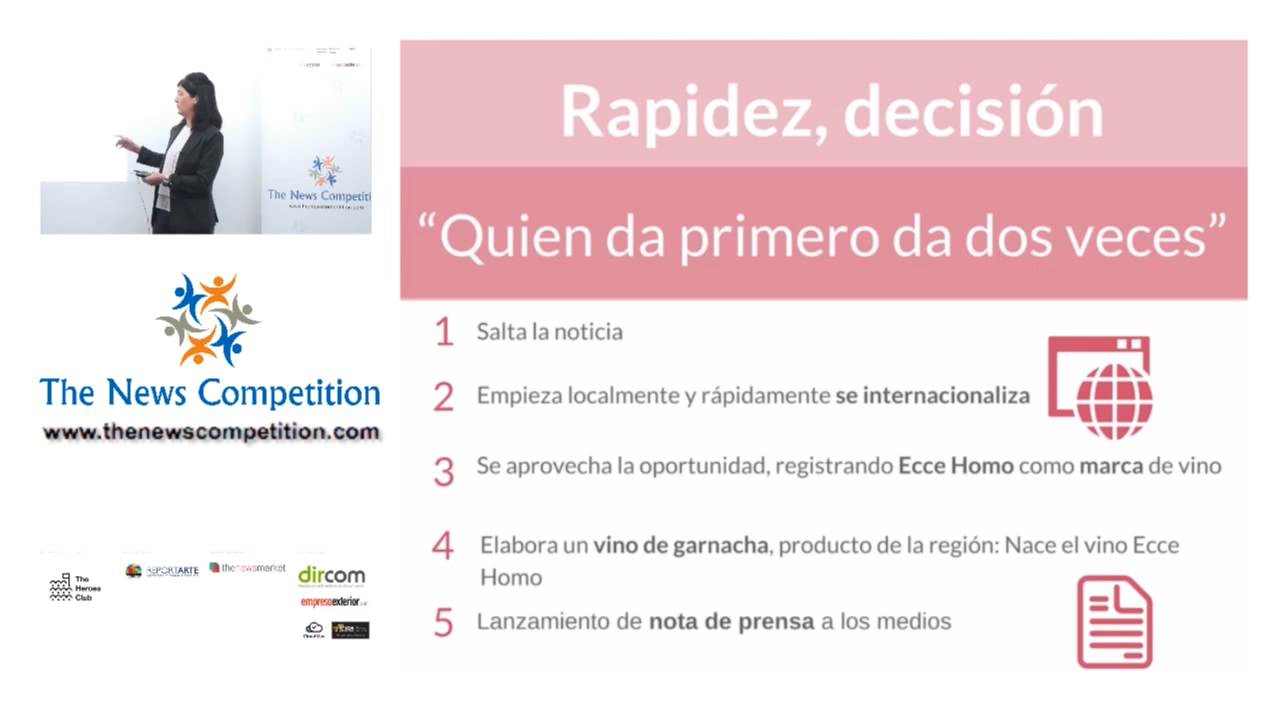 The News Competiti
Rapidez, decisión
“Quien da primero da dos veces”
The News Competition
www.thenewscompetition.com
1 Salta la noticia
2 Empieza localmente y rápidamente se internacionaliza
3 Se aprovecha la oportunidad, registrando Ecce Homo como marca de vino
4 Elabora un vino de garnacha, producto de la región: Nace el vino Ecce
Homo
5 Lanzamiento de nota de prensa a los medios
The
Heroes
Club
REPORTARTE
thenewsmarket
dircom
empresaexterior